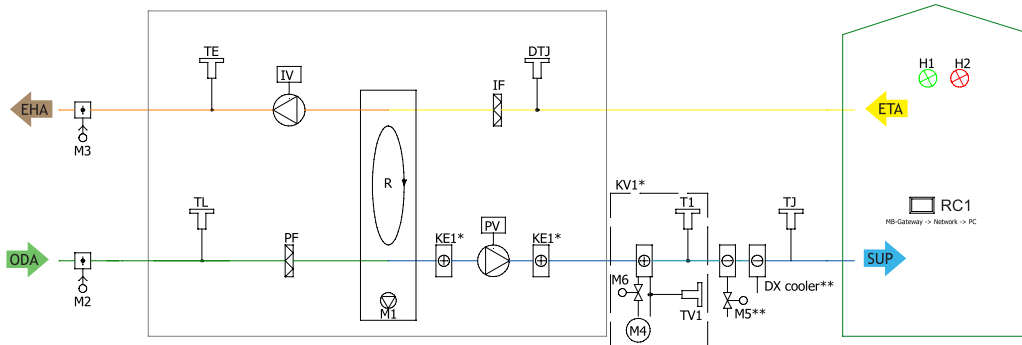 TE
IV
DTJ
IF
H1 H2
EHA
ETA
M3
R
KV1*
RC1
MB-Gateway -> Network -> PC
TL
PF
KE1*
PV
KE1*
T1
TJ
ODA
SUP
M2
M1
M6
M4
TV1
M5**
DX cooler**